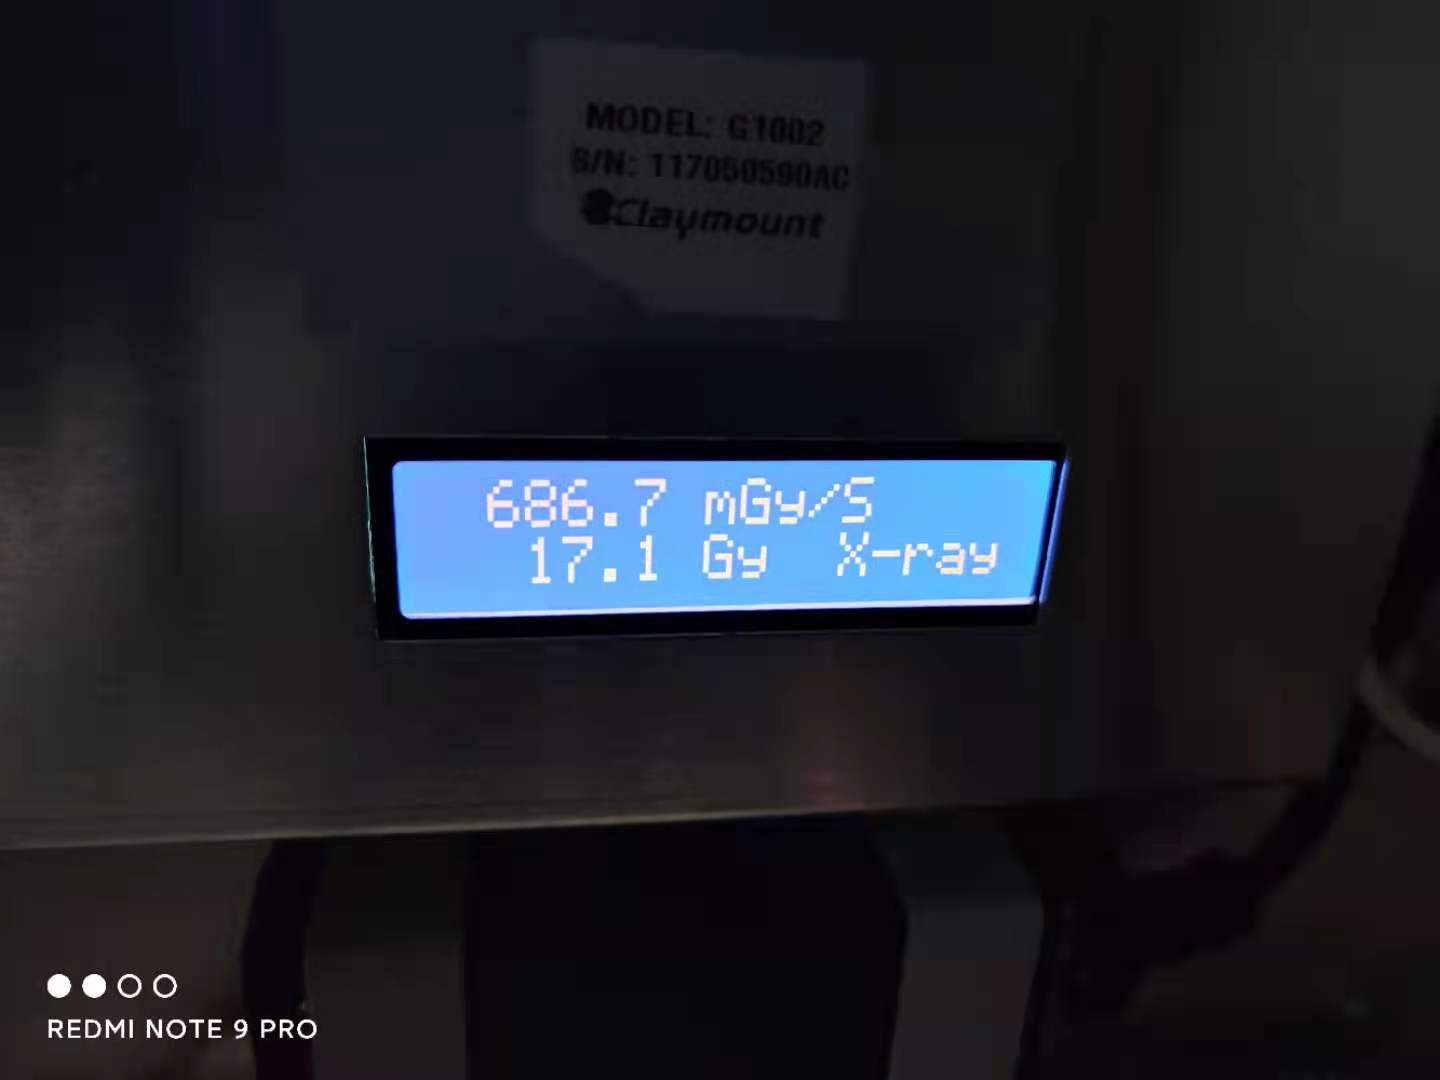 MODEL: G1002
S/N: 117050590AC
Claymount
686.7 mGy/S
17.1 Gy X-ray
REDMI NOTE 9 PRO